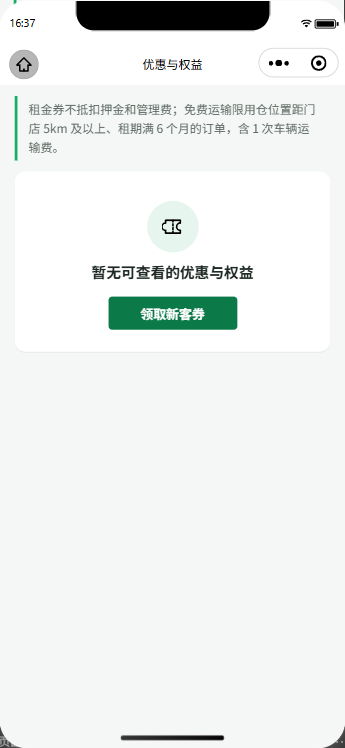 16:37
优惠与权益
租金券不抵扣押金和管理费；免费运输限用仓位置距门
店 5km 及以上、租期满 6 个月的订单，含 1 次车辆运
输费。
暂无可查看的优惠与权益
领取新客券